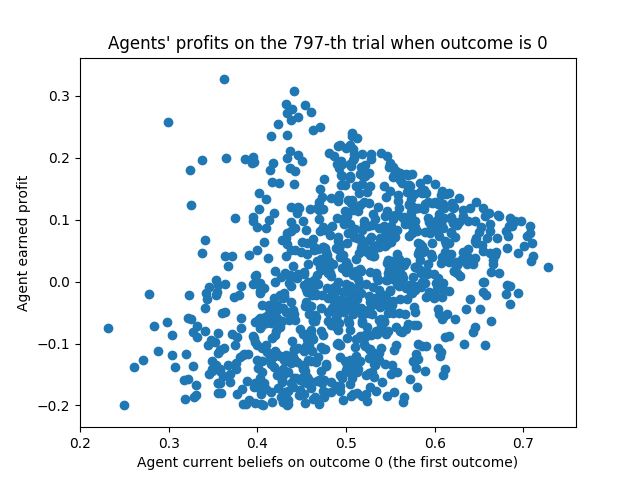 Agents' profits on the 797-th trial when outcome is 0
Agent earned profit
0.3
0.2
0.1
0.0
−0.1
−0.2
0.2 0.3 0.4 0.5 0.6 0.7
Agent current beliefs on outcome 0 (the first outcome)